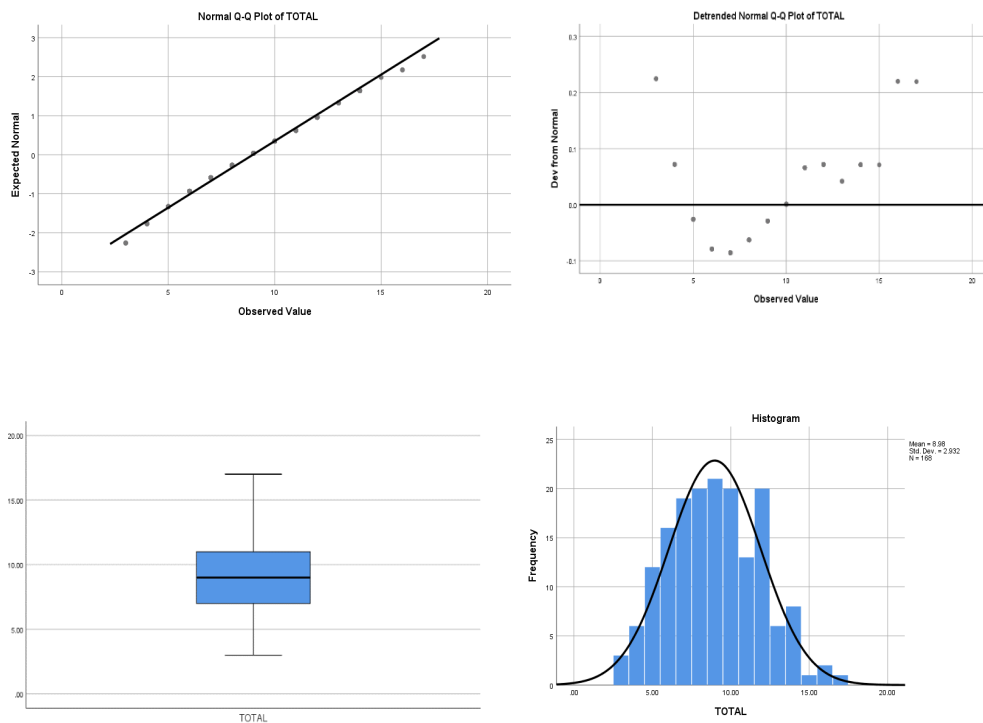 Normal Q-Q Plot of TOTAL
3
2
1
0
-1
-2
-3
Expected Normal
0 5 10 15 20
Observed Value
Detrended Normal Q-Q Plot of TOTAL
0.3
0.2
0.1
0.0
-0.1
Dev from Normal
0 5 10 15 20
Observed Value
20.00
15.00
10.00
5.00
.00
TOTAL
Histogram
Mean = 8.98
Std. Dev. = 2.932
N = 168
25
20
15
10
5
0
Frequency
.00 5.00 10.00 15.00 20.00
TOTAL